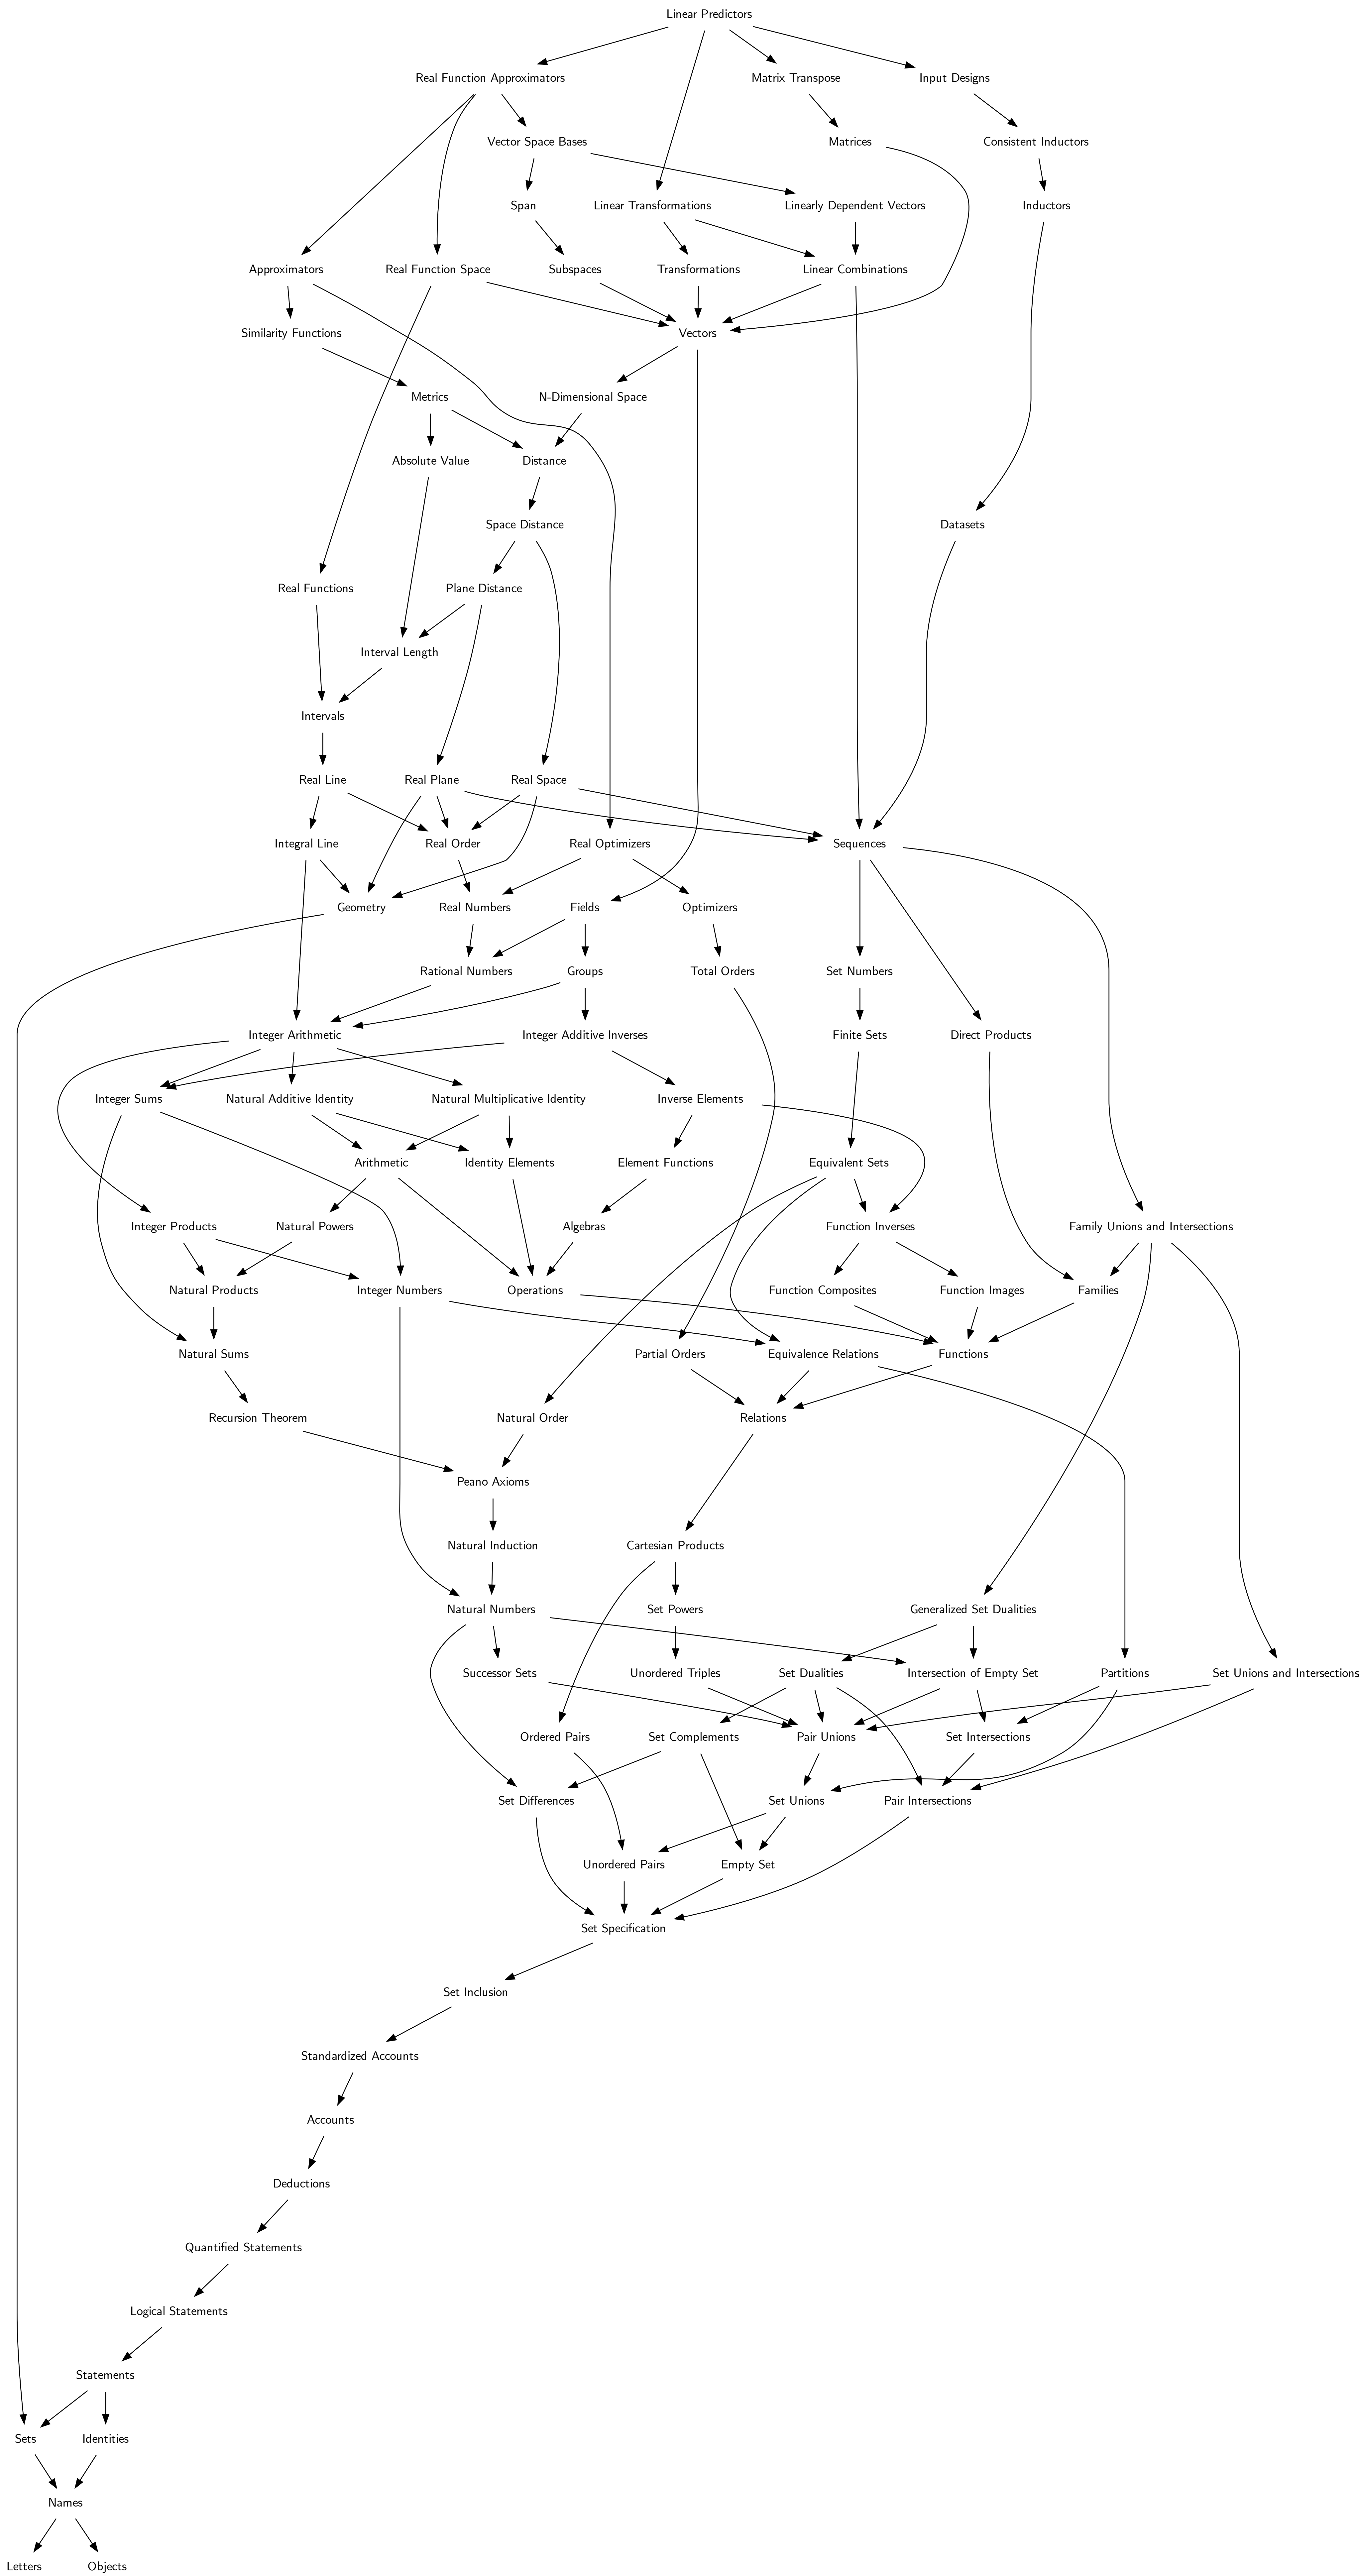 Linear Predictors
Real Function Approximators
Matrix Transpose
Input Designs
Vector Space Bases
Matrices
Consistent Inductors
Span
Linear Transformations
Linearly Dependent Vectors
Inductors
Approximators
Real Function Space
Subspaces
Transformations
Linear Combinations
Similarity Functions
Vectors
Metrics
N-Dimensional Space
Absolute Value
Distance
Space Distance
Datasets
Real Functions
Plane Distance
Interval Length
Intervals
Real Line
Real Plane
Real Space
Integral Line
Real Order
Real Optimizers
Sequences
Geometry
Real Numbers
Fields
Optimizers
Rational Numbers
Groups
Total Orders
Set Numbers
Integer Arithmetic
Integer Additive Inverses
Finite Sets
Direct Products
Integer Sums
Natural Additive Identity
Natural Multiplicative Identity
Inverse Elements
Arithmetic
Identity Elements
Element Functions
Equivalent Sets
Integer Products
Natural Powers
Algebras
Function Inverses
Family Unions and Intersections
Natural Products
Integer Numbers
Operations
Function Composites
Function Images
Families
Natural Sums
Partial Orders
Equivalence Relations
Functions
Recursion Theorem
Natural Order
Relations
Peano Axioms
Natural Induction
Cartesian Products
Natural Numbers
Set Powers
Generalized Set Dualities
Successor Sets
Unordered Triples
Set Dualities
Intersection of Empty Set
Partitions
Set Unions and Intersections
Ordered Pairs
Set Complements
Pair Unions
Set Intersections
Set Differences
Set Unions
Pair Intersections
Unordered Pairs
Empty Set
Set Specification
Set Inclusion
Standardized Accounts
Accounts
Deductions
Quantified Statements
Logical Statements
Statements
Sets
Identities
Names
Letters
Objects